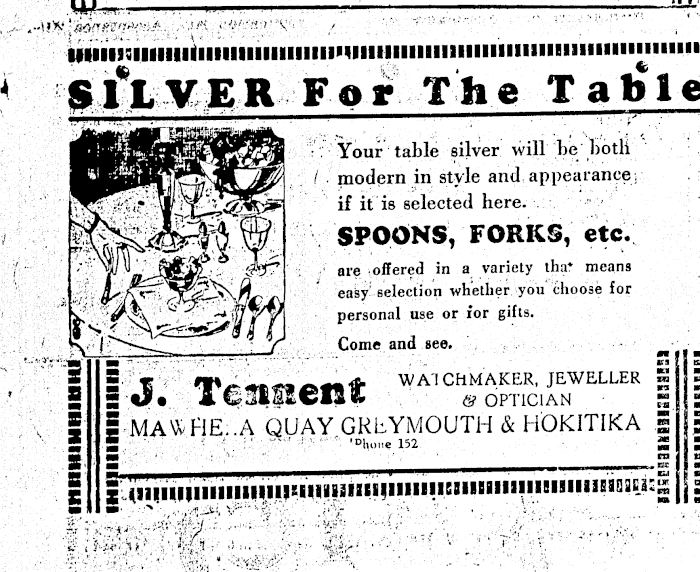 SILVER For The Table
Your table silver will be both
modern in style and appearance
if it is selected here.
SPOONS, FORKS, etc.
are offered in a variety that means
easy selection whether you choose for
personal use or for gifts.
Come and see.
J. Tennent
WATCHMAKER, JEWELLER
& OPTICIAN
QUAY GREYMOUTH & HOKITIKA
'Phone 152